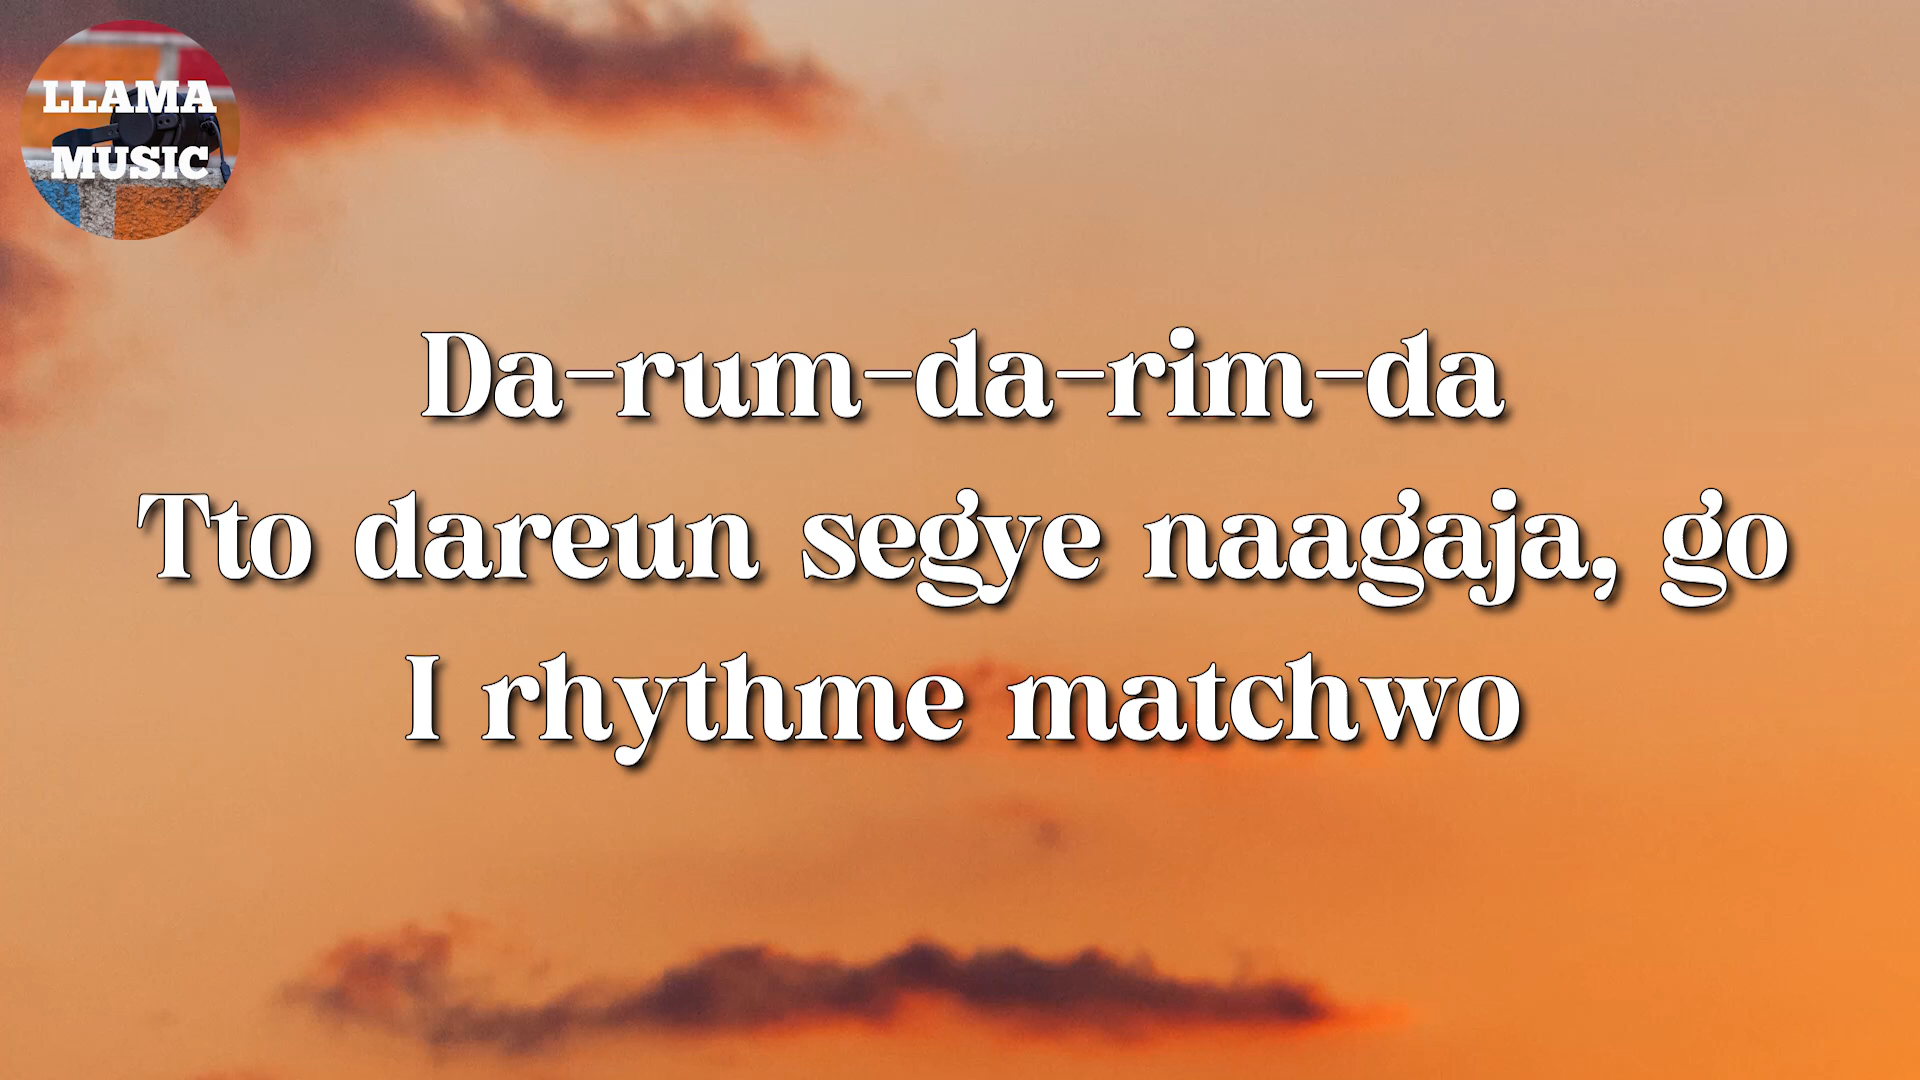 LLAMA
MUSIC
Da-rum-da-rim-da
Tto dareun segye naagaja, go
I rhythme matchwo